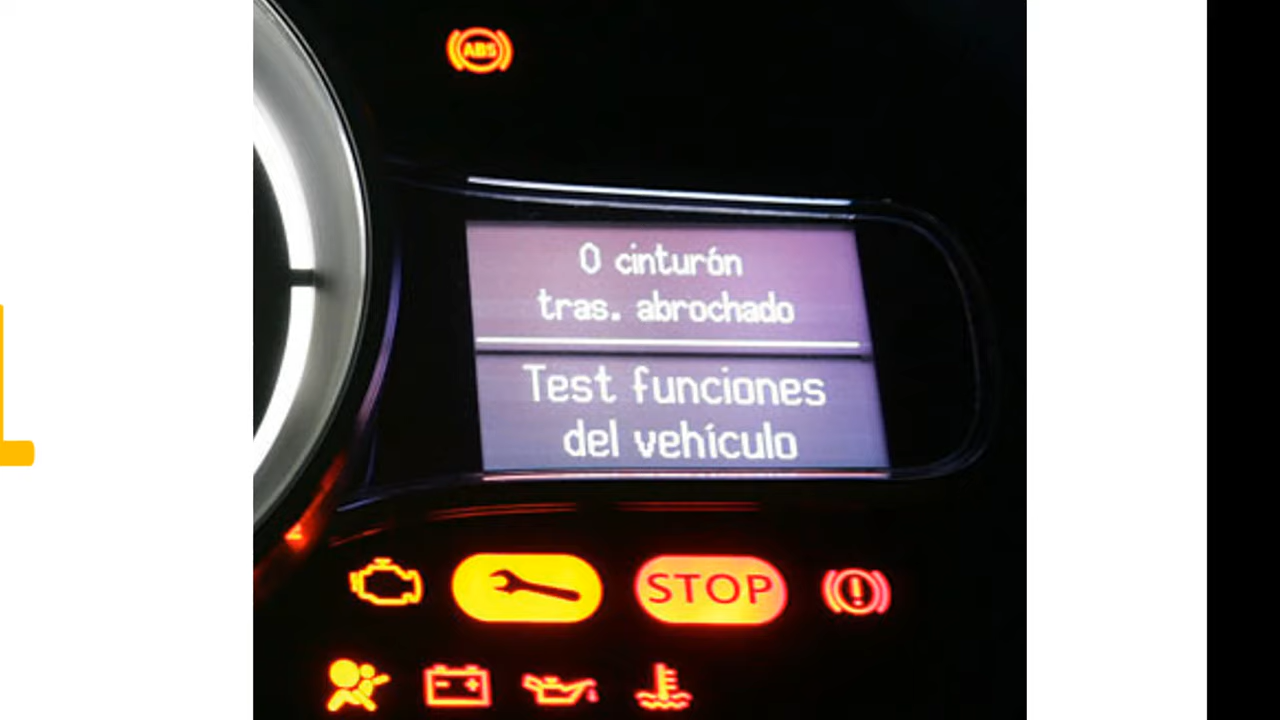 ABS
0 cinturón
tras. abrochado
Test funciones
del vehículo
STOP